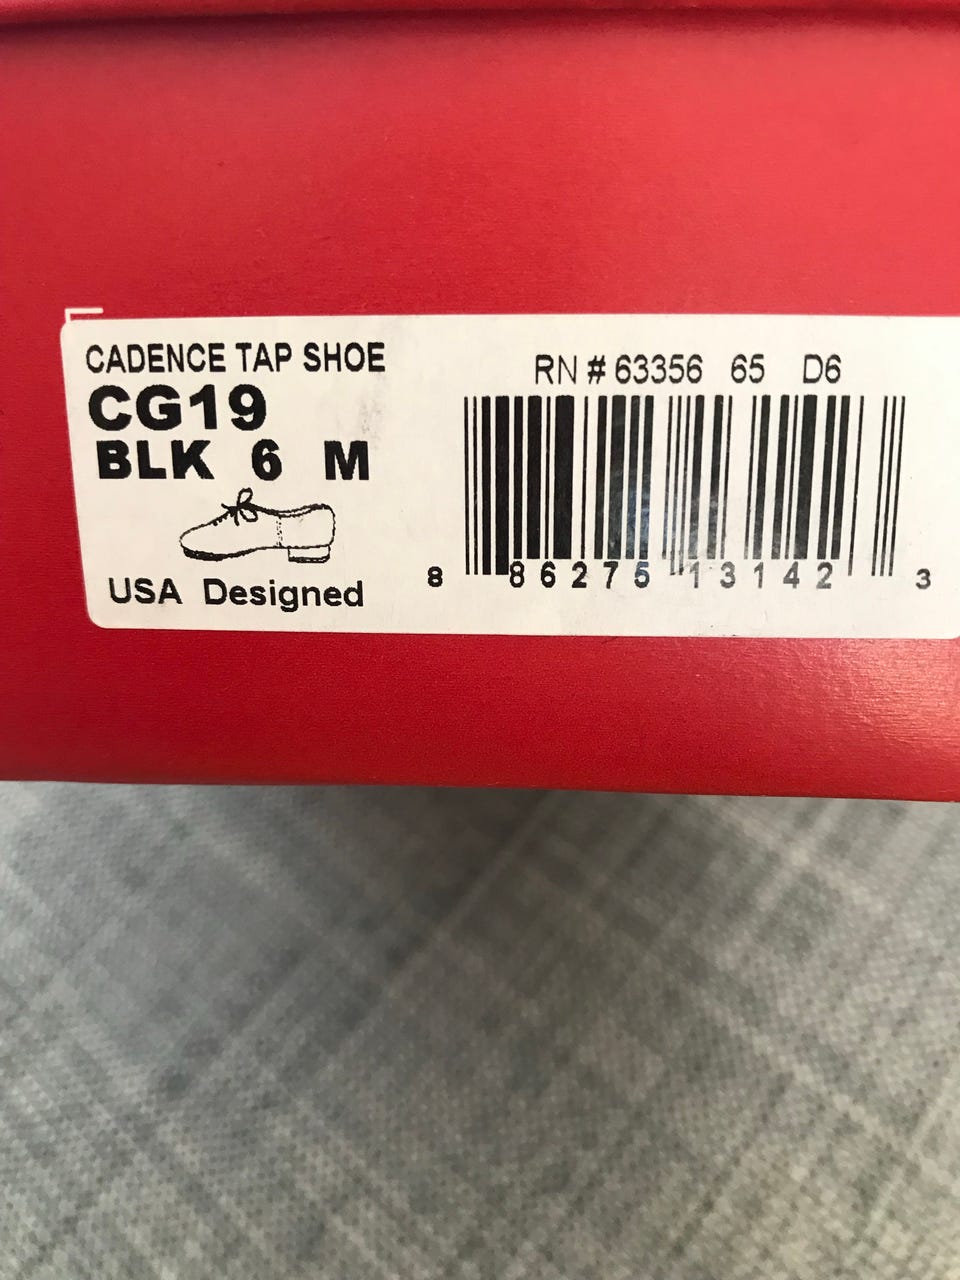 CADENCE TAP SHOE
CG19
BLK 6 M
USA Designed
RN # 63356 65 D6
8 86275 13142 3